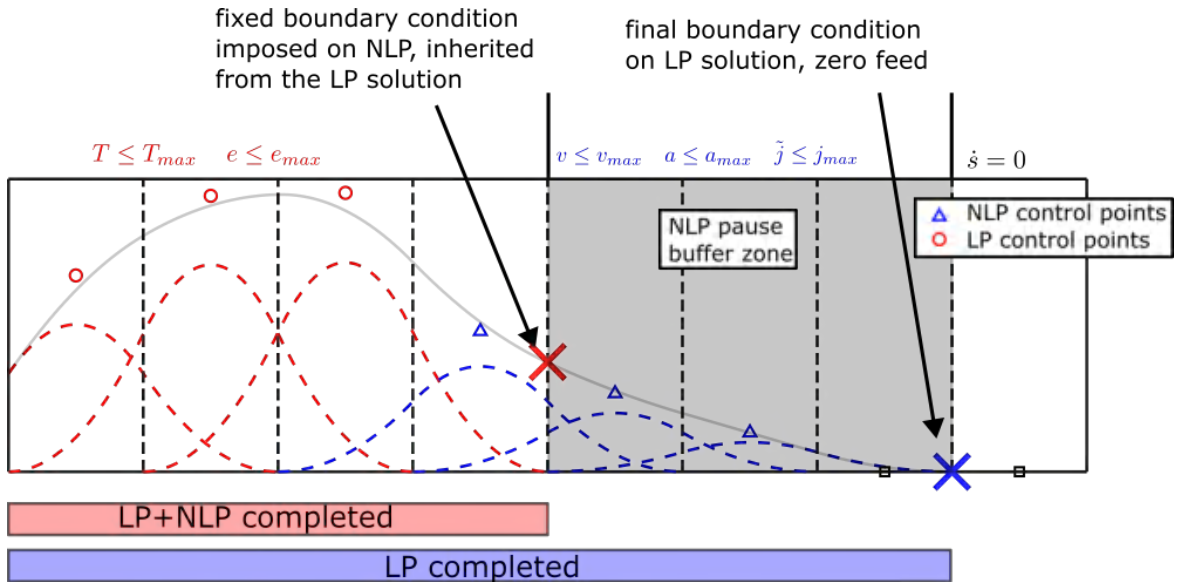 fixed boundary condition
imposed on NLP, inherited
from the LP solution
final boundary condition
on LP solution, zero feed
T ≤ T_max e ≤ e_max v ≤ v_max a ≤ a_max j̃ ≤ j_max ṡ = 0
NLP pause
buffer zone
NLP control points
LP control points
LP+NLP completed
LP completed